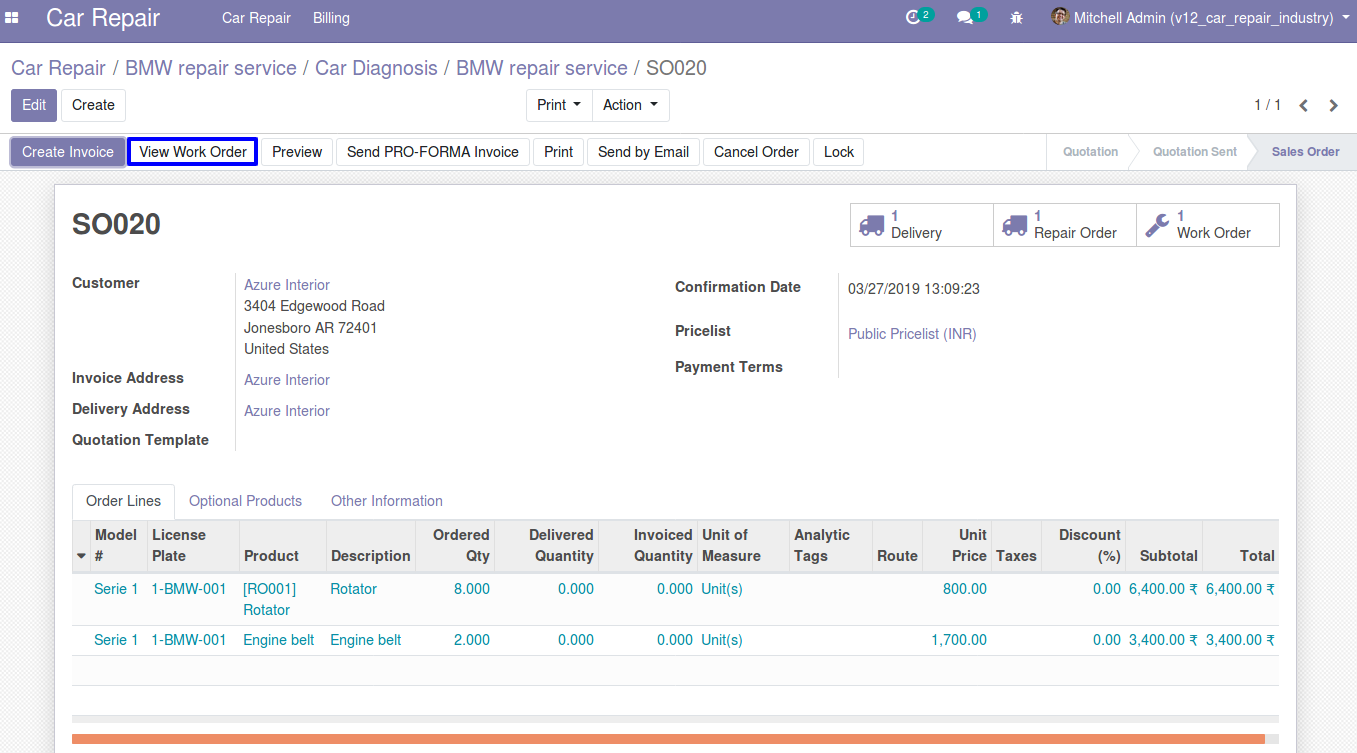 Car Repair Car Repair Billing 2 1 Mitchell Admin (v12_car_repair_industry)
Car Repair / BMW repair service / Car Diagnosis / BMW repair service / SO020
Edit Create Print Action 1 / 1
Create Invoice View Work Order Preview Send PRO-FORMA Invoice Print Send by Email Cancel Order Lock Quotation Quotation Sent Sales Order
SO020
1 Delivery
1 Repair Order
1 Work Order
Customer Azure Interior
3404 Edgewood Road
Jonesboro AR 72401
United States
Invoice Address Azure Interior
Delivery Address Azure Interior
Quotation Template
Confirmation Date 03/27/2019 13:09:23
Pricelist Public Pricelist (INR)
Payment Terms
Order Lines Optional Products Other Information
Model # License Plate Product Description Ordered Qty Delivered Quantity Invoiced Quantity Unit of Measure Analytic Tags Route Unit Price Taxes Discount (%) Subtotal Total
Serie 1 1-BMW-001 [RO001] Rotator Rotator 8.000 0.000 0.000 Unit(s) 800.00 0.00 6,400.00 ₹ 6,400.00 ₹
Serie 1 1-BMW-001 Engine belt Engine belt 2.000 0.000 0.000 Unit(s) 1,700.00 0.00 3,400.00 ₹ 3,400.00 ₹